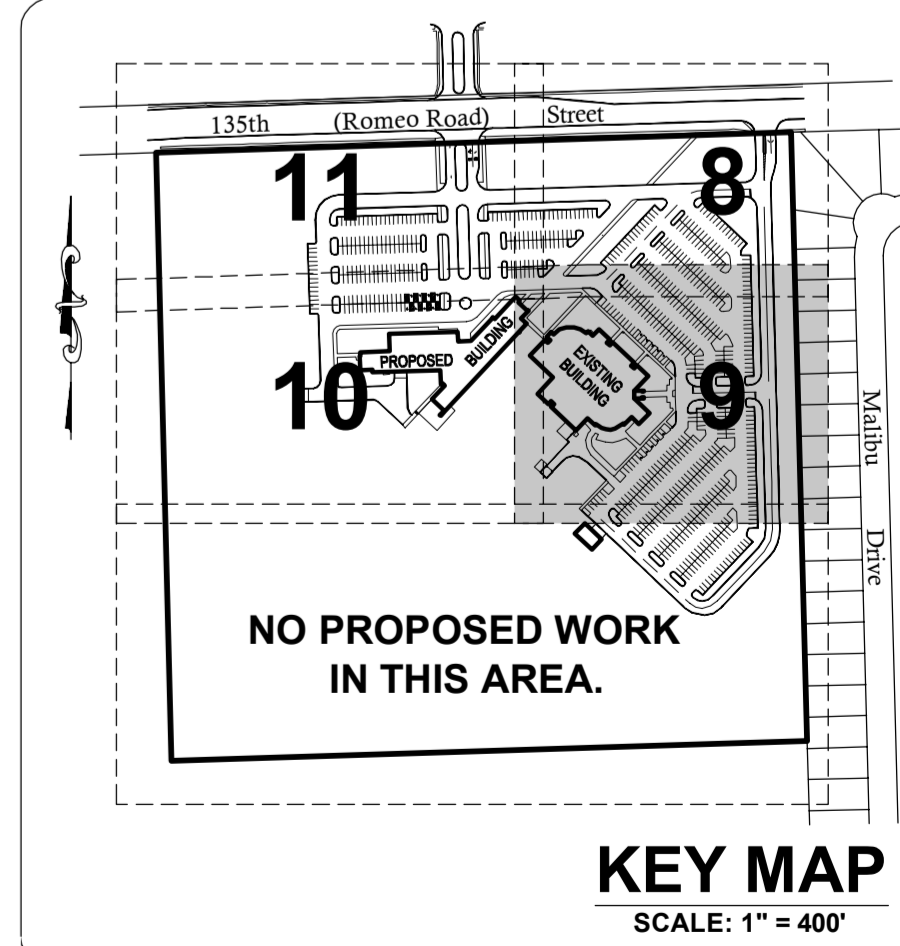 135th (Romeo Road) Street
11
8
PROPOSED BUILDING
EXISTING
BUILDING
10
9
Malibu Drive
NO PROPOSED WORK
IN THIS AREA.
KEY MAP
SCALE: 1" = 400'